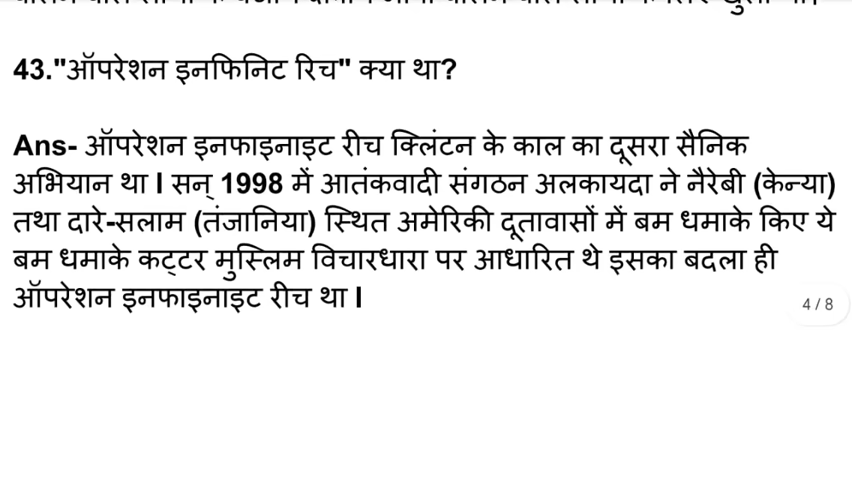 43."ऑपरेशन इनफिनिट रिच" क्या था?
Ans- ऑपरेशन इनफाइनाइट रीच क्लिंटन के काल का दूसरा सैनिक
अभियान था I सन् 1998 में आतंकवादी संगठन अलकायदा ने नैरेबी (केन्या)
तथा दारे-सलाम (तंजानिया) स्थित अमेरिकी दूतावासों में बम धमाके किए ये
बम धमाके कट्टर मुस्लिम विचारधारा पर आधारित थे इसका बदला ही
ऑपरेशन इनफाइनाइट रीच था I
4 / 8